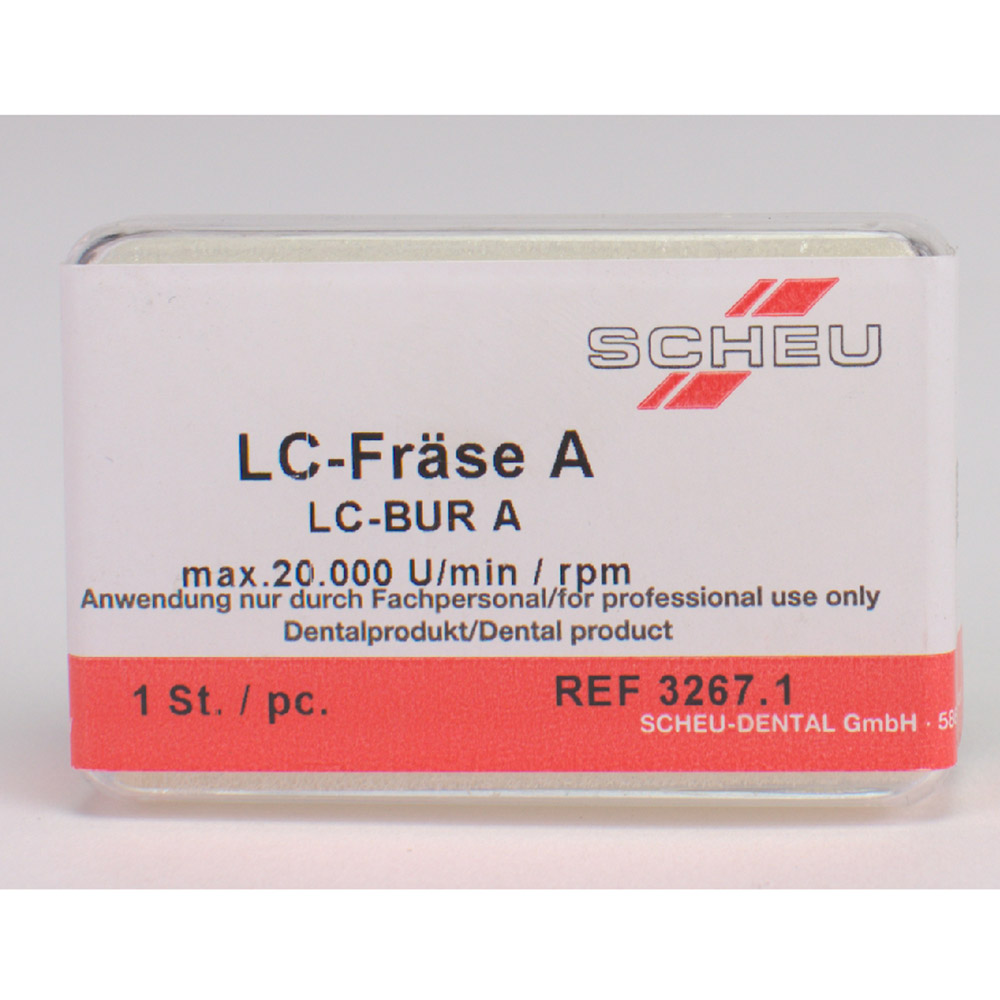 SCHEU
LC-Fräse A
LC-BUR A
max.20.000 U/min / rpm
Anwendung nur durch Fachpersonal/for professional use only
Dentalprodukt/Dental product
1 St. / pc.
REF 3267.1
SCHEU-DENTAL GmbH ·